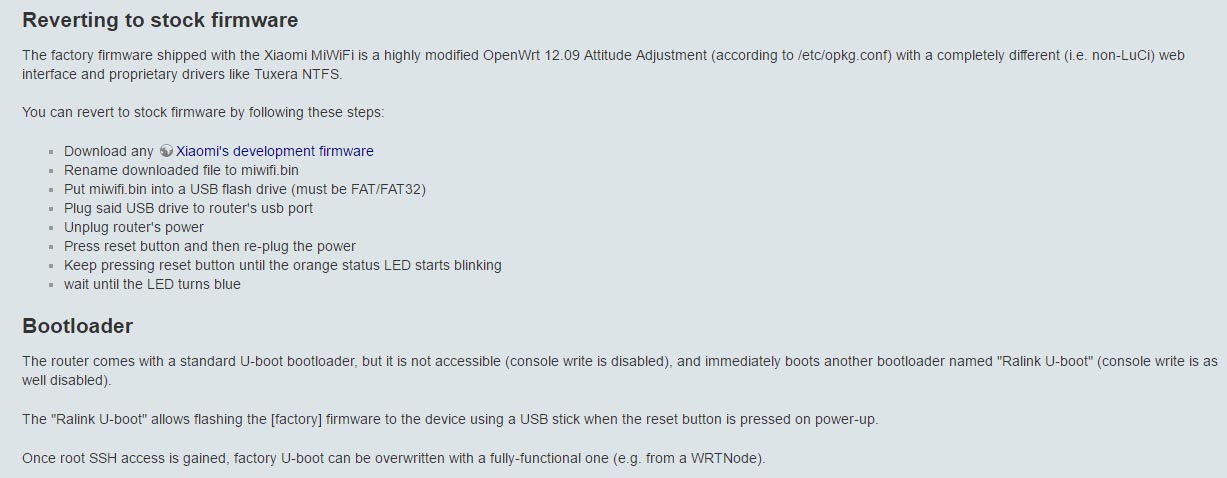 Reverting to stock firmware
The factory firmware shipped with the Xiaomi MiWiFi is a highly modified OpenWrt 12.09 Attitude Adjustment (according to /etc/opkg.conf) with a completely different (i.e. non-LuCi) web
interface and proprietary drivers like Tuxera NTFS.
You can revert to stock firmware by following these steps:
Download any Xiaomi's development firmware
Rename downloaded file to miwifi.bin
Put miwifi.bin into a USB flash drive (must be FAT/FAT32)
Plug said USB drive to router's usb port
Unplug router's power
Press reset button and then re-plug the power
Keep pressing reset button until the orange status LED starts blinking
wait until the LED turns blue
Bootloader
The router comes with a standard U-boot bootloader, but it is not accessible (console write is disabled), and immediately boots another bootloader named "Ralink U-boot" (console write is as
well disabled).
The "Ralink U-boot" allows flashing the [factory] firmware to the device using a USB stick when the reset button is pressed on power-up.
Once root SSH access is gained, factory U-boot can be overwritten with a fully-functional one (e.g. from a WRTNode).